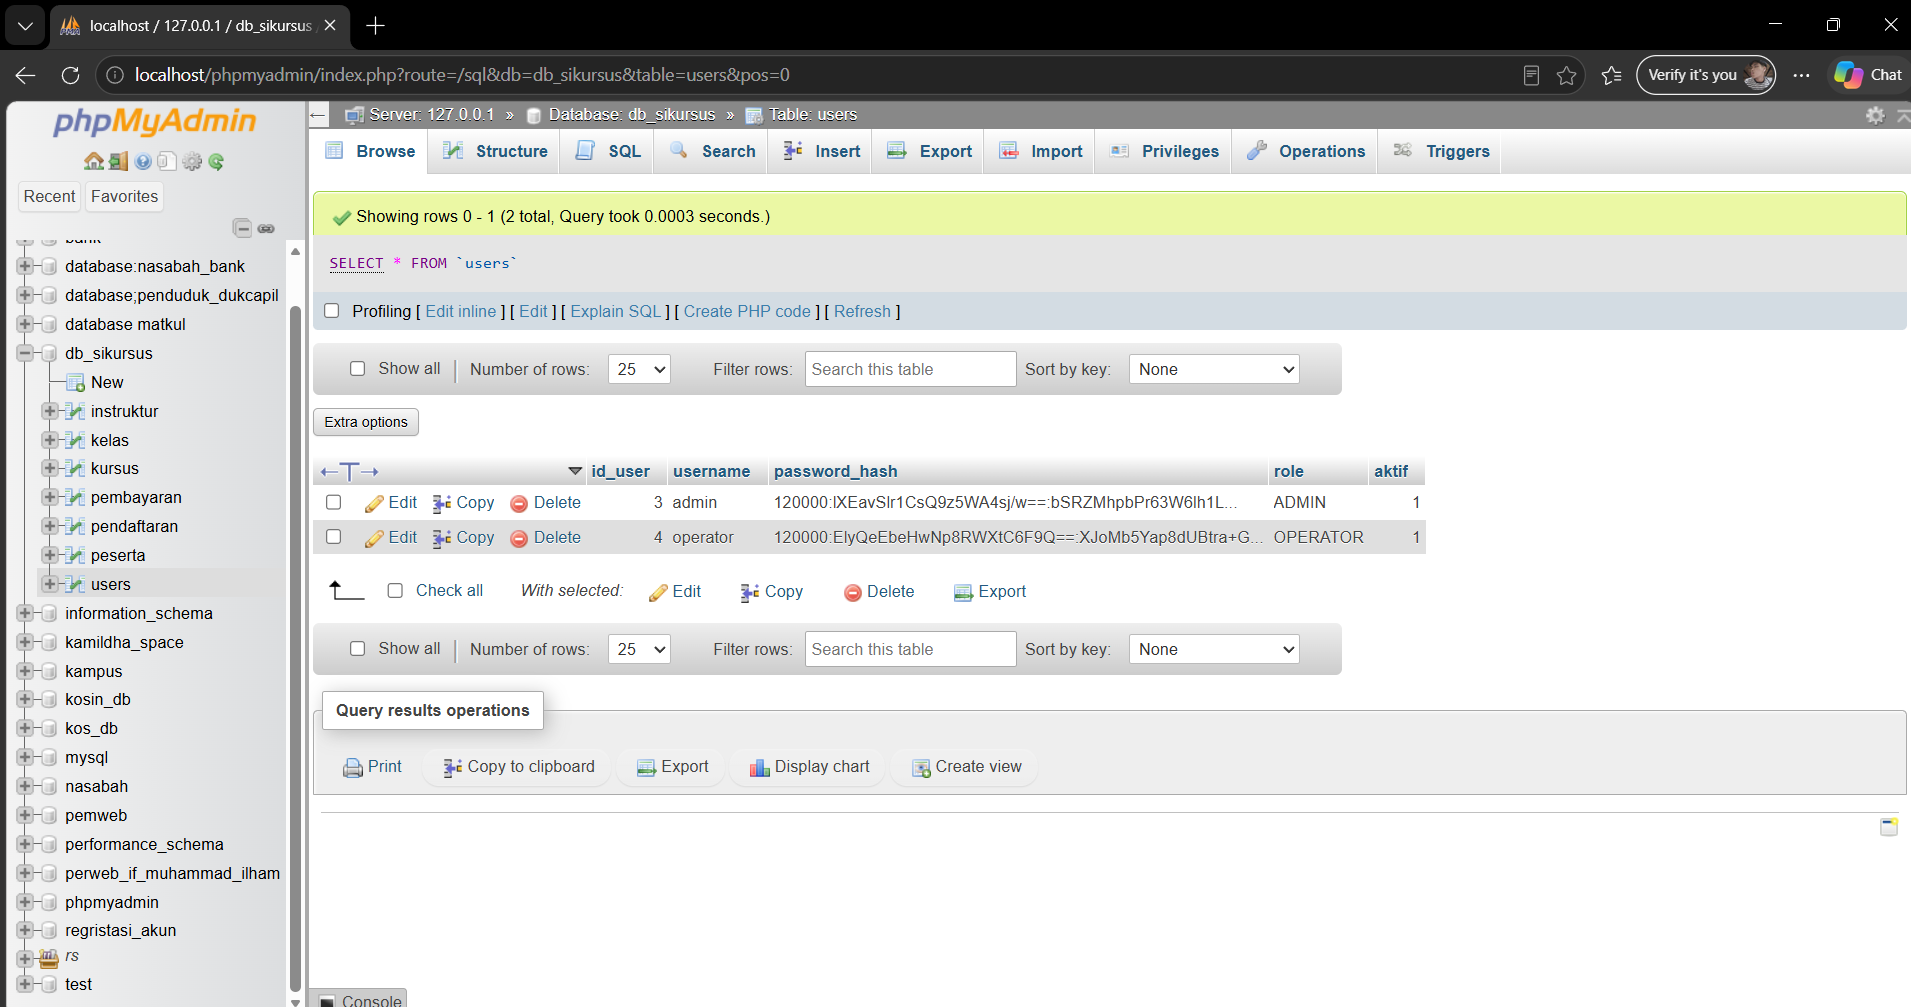 localhost / 127.0.0.1 / db_sikursus
localhost/phpmyadmin/index.php?route=/sql&db=db_sikursus&table=users&pos=0
Verify it's you
Chat
phpMyAdmin
Recent
Favorites
bank
database:nasabah_bank
database;penduduk_dukcapil
database matkul
db_sikursus
New
instruktur
kelas
kursus
pembayaran
pendaftaran
peserta
users
information_schema
kamildha_space
kampus
kosin_db
kos_db
mysql
nasabah
pemweb
performance_schema
perweb_if_muhammad_ilham
phpmyadmin
regristasi_akun
rs
test
Server: 127.0.0.1 » Database: db_sikursus » Table: users
Browse Structure SQL Search Insert Export Import Privileges Operations Triggers
Showing rows 0 - 1 (2 total, Query took 0.0003 seconds.)
SELECT * FROM `users`
Profiling [ Edit inline ] [ Edit ] [ Explain SQL ] [ Create PHP code ] [ Refresh ]
Show all Number of rows: 25 Filter rows: Search this table Sort by key: None
Extra options
←T→ id_user username password_hash role aktif
Edit Copy Delete 3 admin 120000:IXEavSlr1CsQ9z5WA4sj/w==:bSRZMhpbPr63W6lh1L... ADMIN 1
Edit Copy Delete 4 operator 120000:ElyQeEbeHwNp8RWXtC6F9Q==:XJoMb5Yap8dUBtra+G... OPERATOR 1
Check all With selected: Edit Copy Delete Export
Show all Number of rows: 25 Filter rows: Search this table Sort by key: None
Query results operations
Print Copy to clipboard Export Display chart Create view
Console